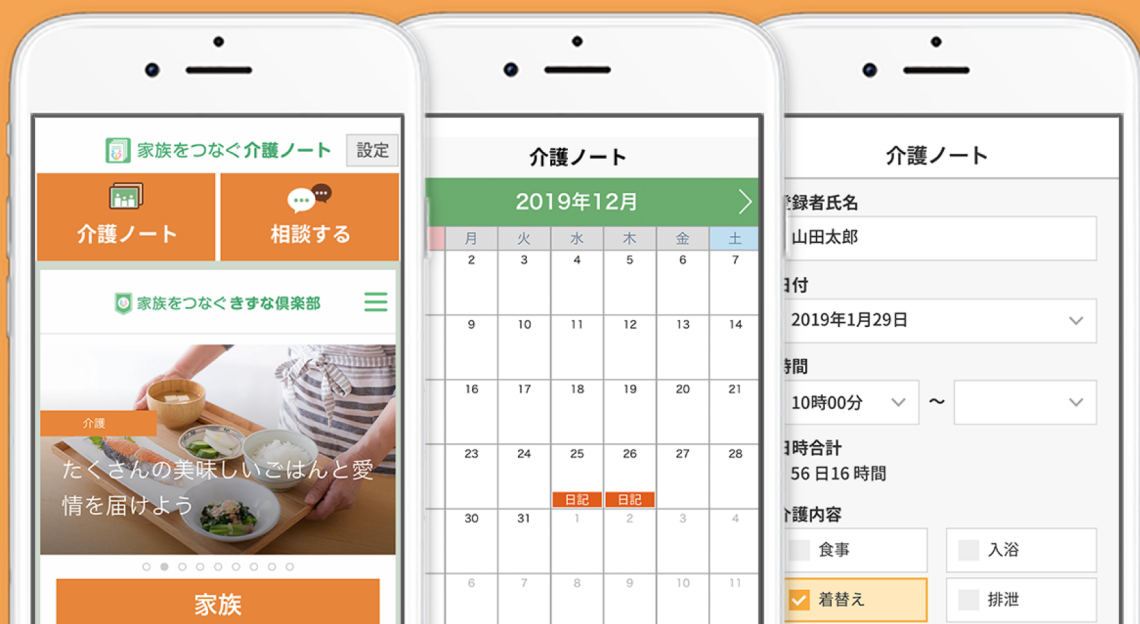 家族をつなぐ介護ノート
設定
介護ノート
相談する
家族をつなぐきずな倶楽部
介護
たくさんの美味しいごはんと愛
情を届けよう
家族
介護ノート
2019年12月
月 火 水 木 金 土
2 3 4 5 6 7
9 10 11 12 13 14
16 17 18 19 20 21
23 24 25 26 27 28
日記 日記
30 31 1 2 3 4
6 7 8 9 10 11
介護ノート
登録者氏名
山田太郎
日付
2019年1月29日
時間
10時00分 〜
日時合計
56日16時間
介護内容
食事 入浴
着替え 排泄